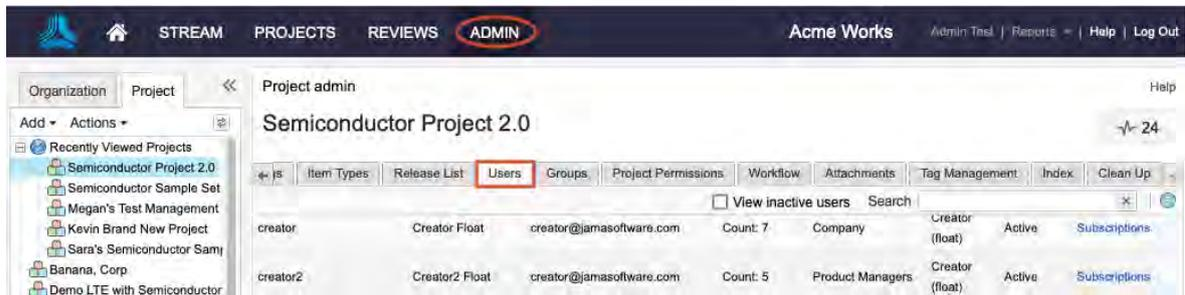 STREAM PROJECTS REVIEWS ADMIN Acme Works Admin Test | Reports | Help | Log Out
Organization Project Project admin Help
Add Actions Semiconductor Project 2.0 24
Recently Viewed Projects
Semiconductor Project 2.0 Item Types Release List Users Groups Project Permissions Workflow Attachments Tag Management Index Clean Up
Semiconductor Sample Set
Megan's Test Management View inactive users Search
Kevin Brand New Project creator Creator Float creator@jamasoftware.com Count: 7 Company Creator (float) Active Subscriptions
Sara's Semiconductor Samp
Banana, Corp creator2 Creator2 Float creator@jamasoftware.com Count: 5 Product Managers Creator (float) Active Subscriptions
Demo LTE with Semiconductor